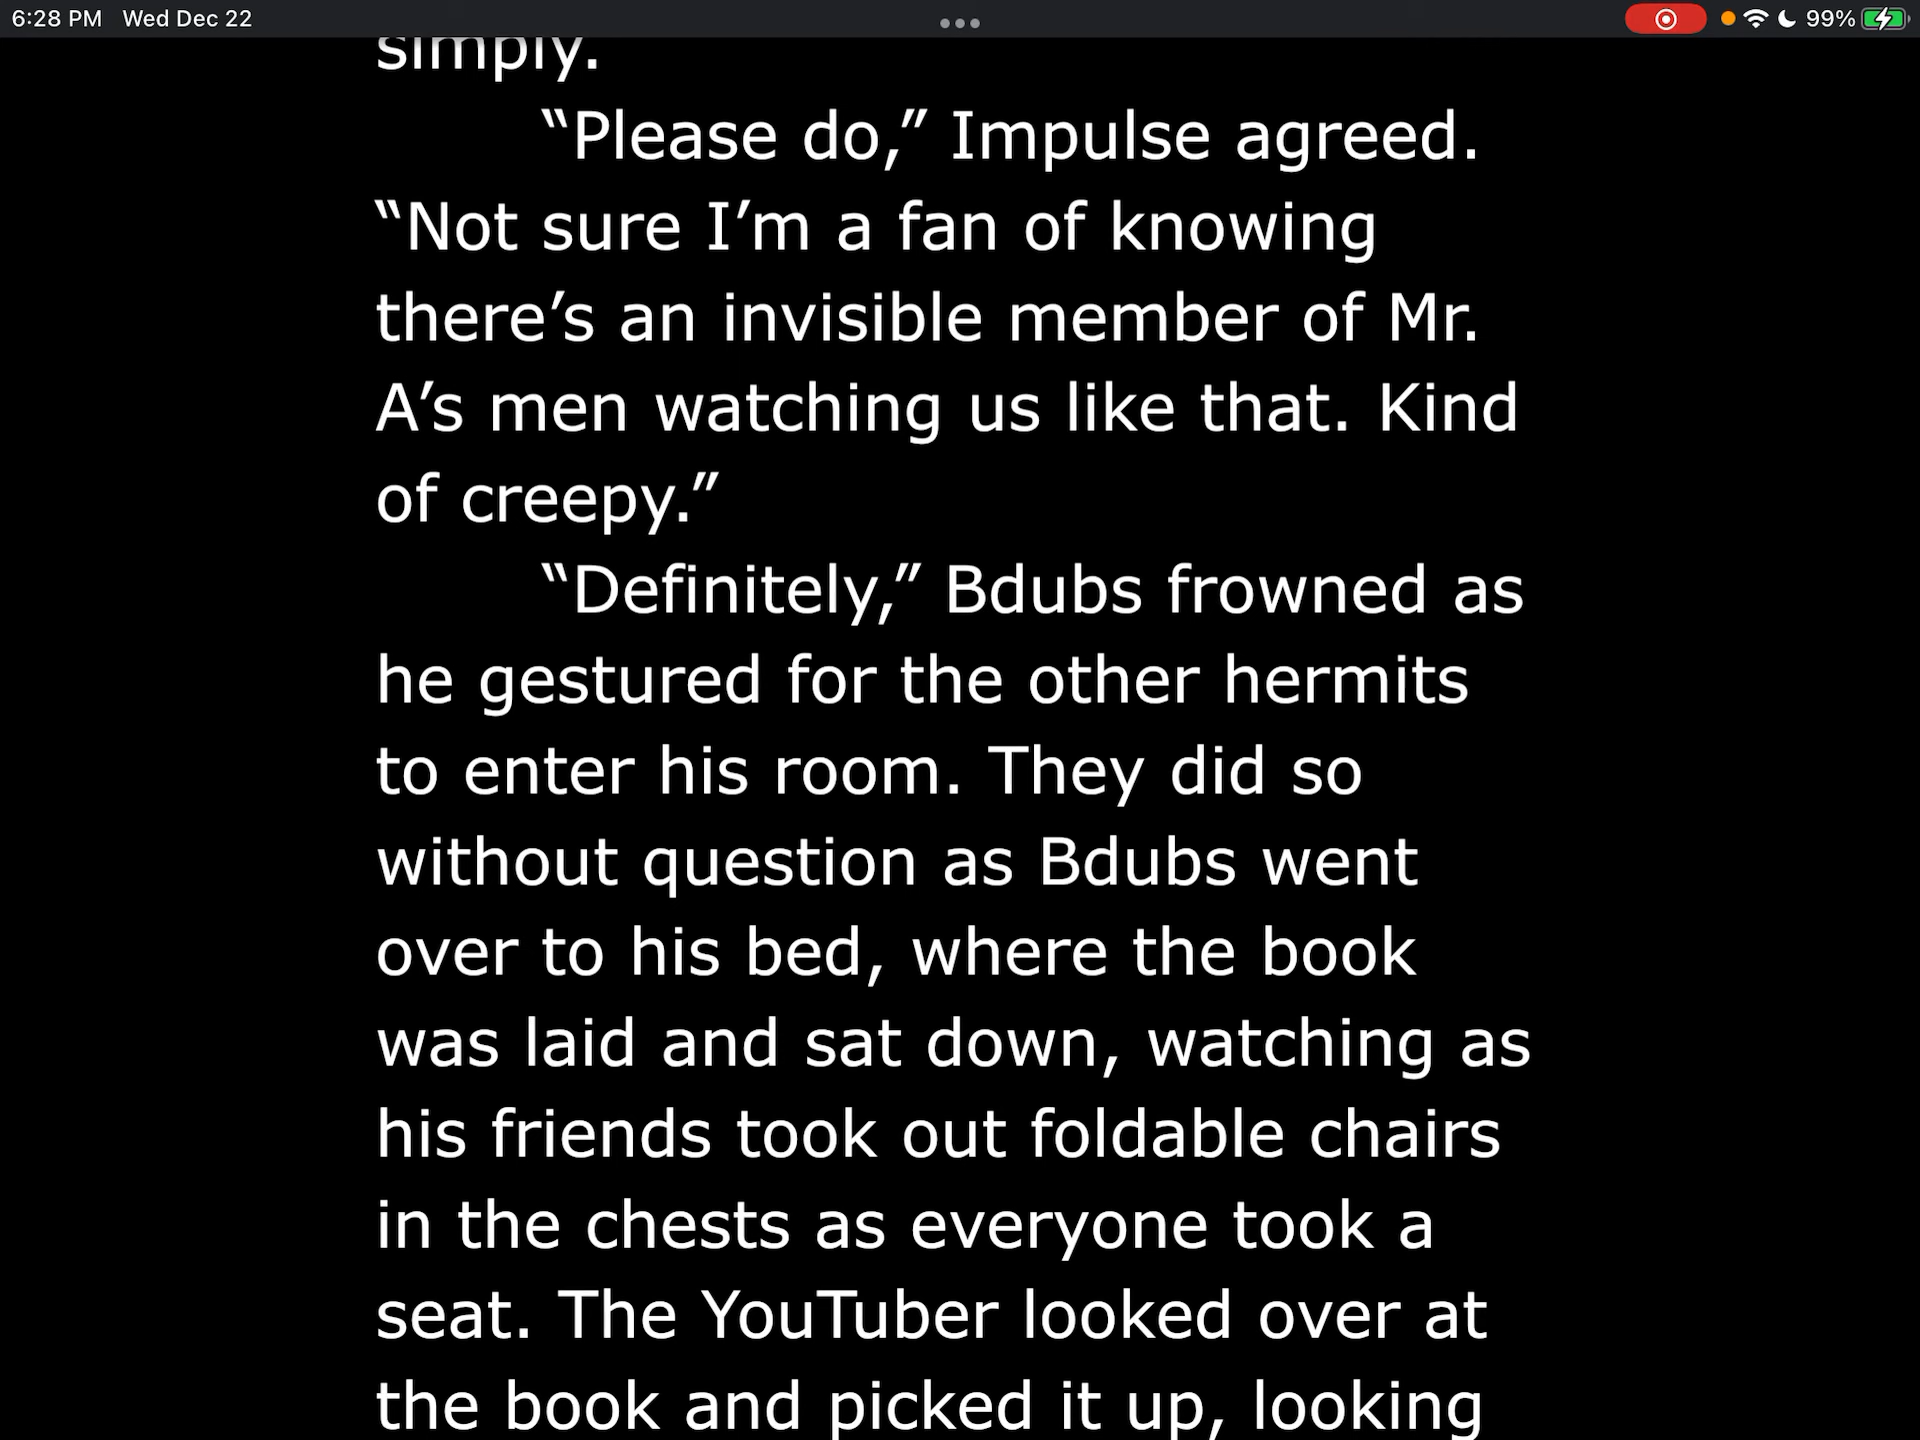 6:28 PM Wed Dec 22
99%
simply.
“Please do,” Impulse agreed.
“Not sure I’m a fan of knowing
there’s an invisible member of Mr.
A’s men watching us like that. Kind
of creepy.”
“Definitely,” Bdubs frowned as
he gestured for the other hermits
to enter his room. They did so
without question as Bdubs went
over to his bed, where the book
was laid and sat down, watching as
his friends took out foldable chairs
in the chests as everyone took a
seat. The YouTuber looked over at
the book and picked it up, looking